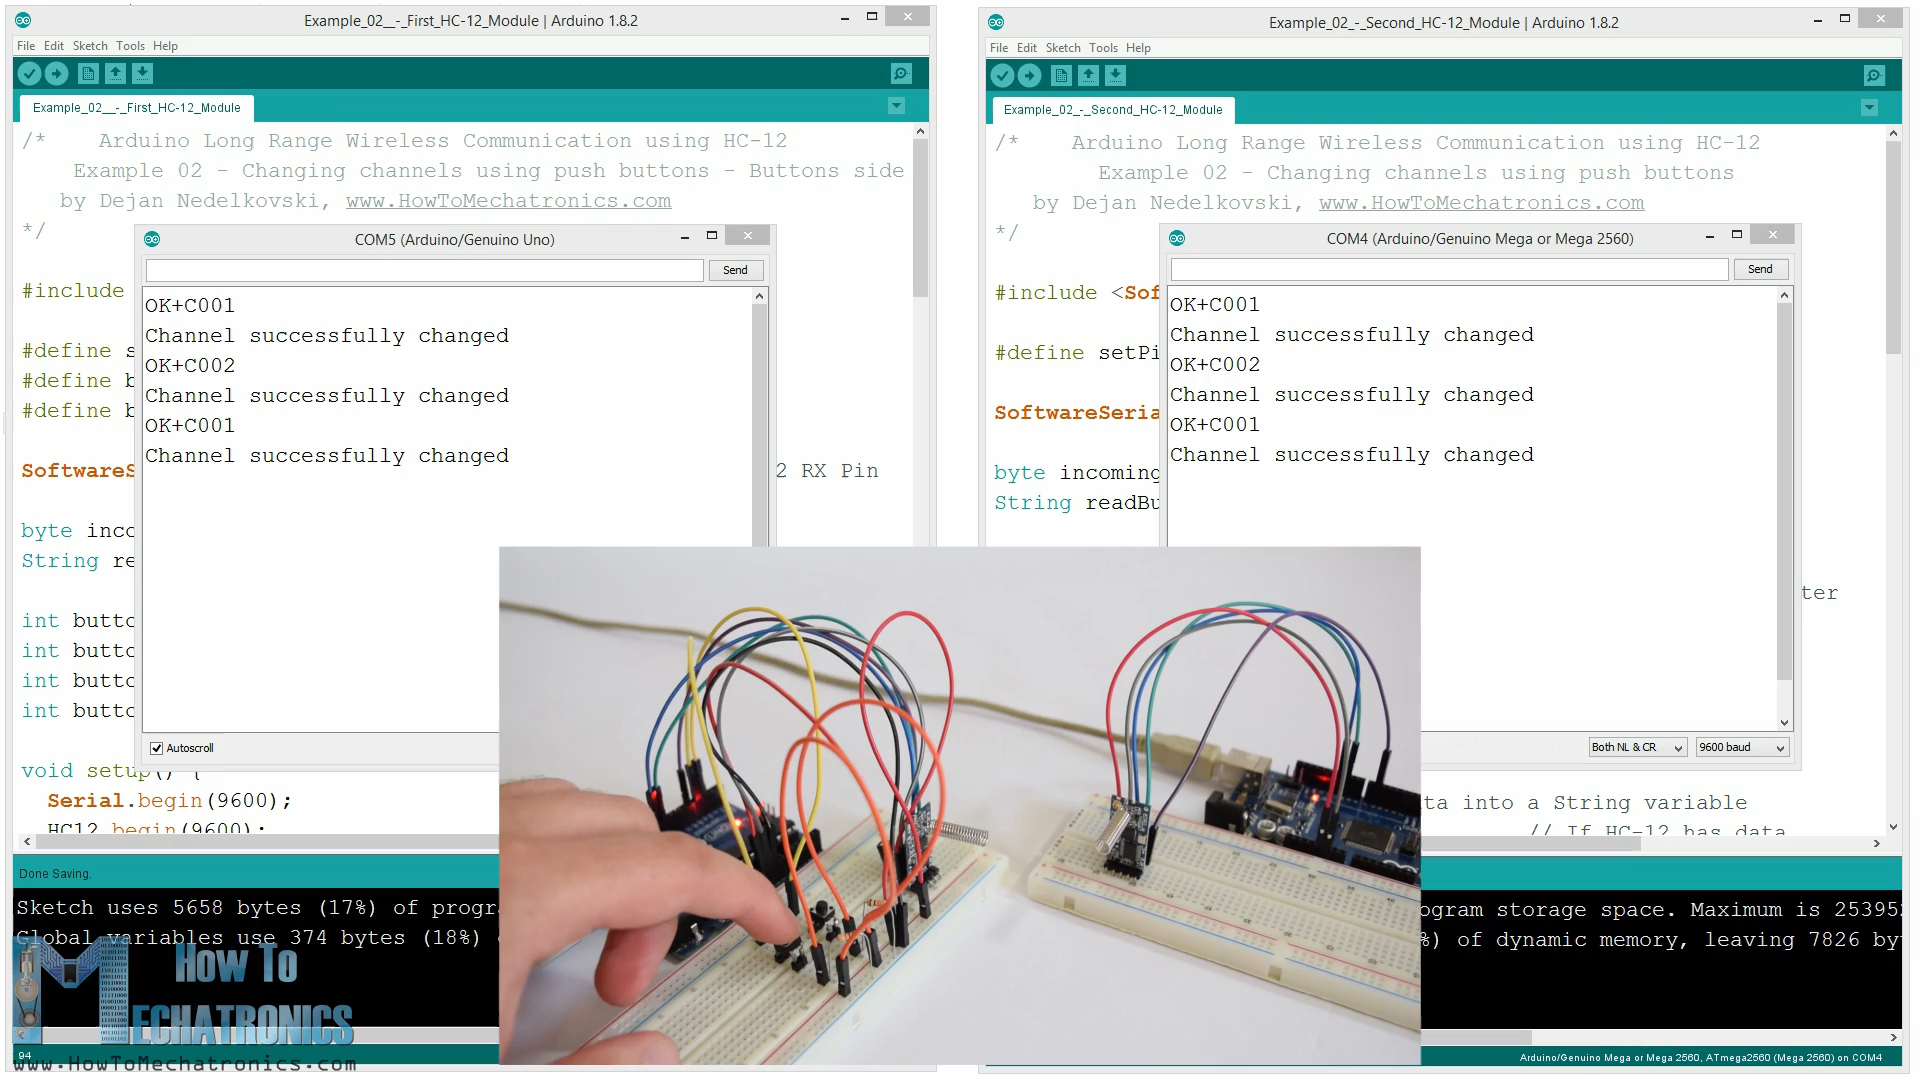 Example_02__-_First_HC-12_Module | Arduino 1.8.2
File Edit Sketch Tools Help
Example_02__-_First_HC-12_Module
/* Arduino Long Range Wireless Communication using HC-12
Example 02 - Changing channels using push buttons - Buttons side
by Dejan Nedelkovski, www.HowToMechatronics.com
*/
#include
#define s
#define b
#define b
SoftwareS
2 RX Pin
byte inco
String re
int butto
int butto
int butto
int butto
void setup() {
Serial.begin(9600);
HC12.begin(9600);
COM5 (Arduino/Genuino Uno)
Send
OK+C001
Channel successfully changed
OK+C002
Channel successfully changed
OK+C001
Channel successfully changed
Autoscroll
Done Saving.
Sketch uses 5658 bytes (17%) of progr
Global variables use 374 bytes (18%)
94
How To
MECHATRONICS
www.HowToMechatronics.com
Example_02_-_Second_HC-12_Module | Arduino 1.8.2
File Edit Sketch Tools Help
Example_02_-_Second_HC-12_Module
/* Arduino Long Range Wireless Communication using HC-12
Example 02 - Changing channels using push buttons
by Dejan Nedelkovski, www.HowToMechatronics.com
*/
#include <Sof
#define setPi
SoftwareSeria
byte incoming
String readBu
ter
ta into a String variable
// If HC-12 has data
COM4 (Arduino/Genuino Mega or Mega 2560)
Send
OK+C001
Channel successfully changed
OK+C002
Channel successfully changed
OK+C001
Channel successfully changed
Both NL & CR
9600 baud
ogram storage space. Maximum is 253952
%) of dynamic memory, leaving 7826 by
Arduino/Genuino Mega or Mega 2560, ATmega2560 (Mega 2560) on COM4